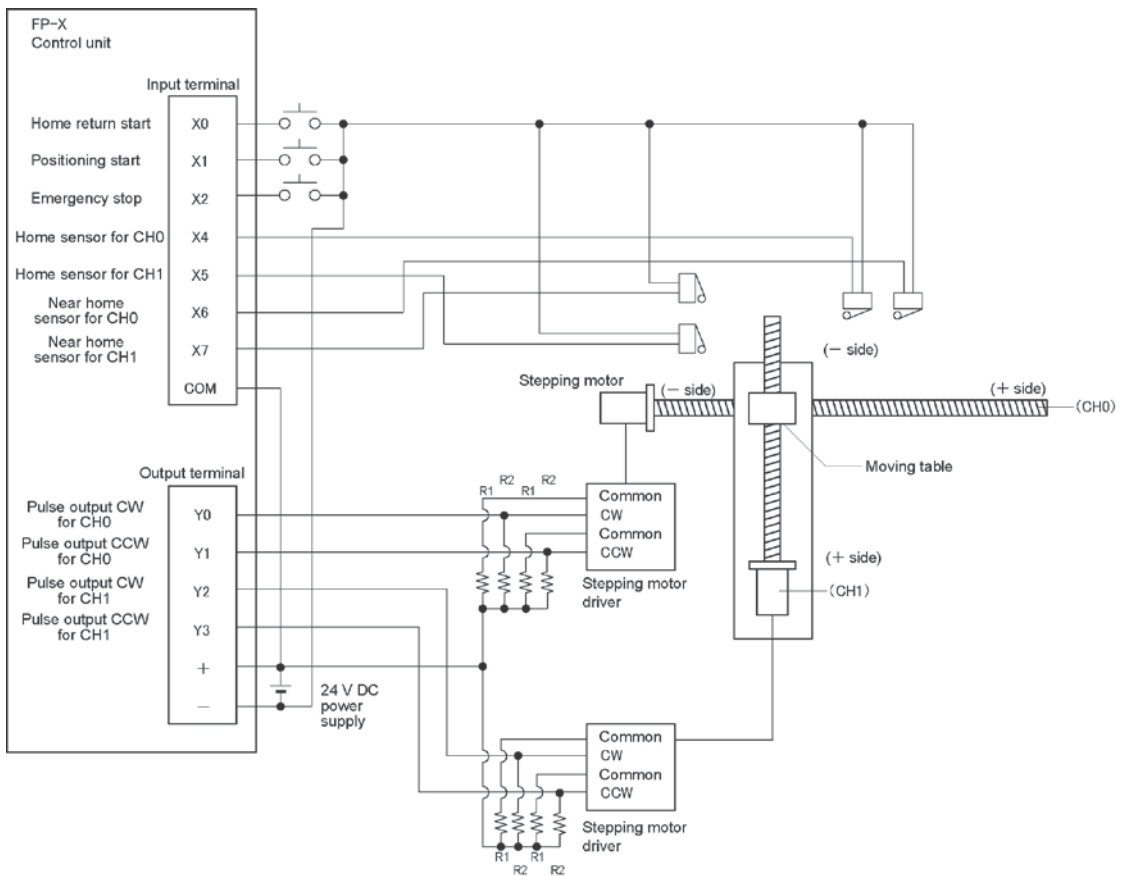 FP-X
Control unit
Input terminal
Home return start
X0
Positioning start
X1
Emergency stop
X2
Home sensor for CH0
X4
Home sensor for CH1
X5
Near home
sensor for CH0
X6
Near home
sensor for CH1
X7
COM
(− side)
Stepping motor
(− side)
(+ side)
(CH0)
Moving table
Output terminal
Pulse output CW
for CH0
Y0
Pulse output CCW
for CH0
Y1
Pulse output CW
for CH1
Y2
Pulse output CCW
for CH1
Y3
+
−
24 V DC
power
supply
R1
R2
R1
R2
Common
CW
Common
CCW
Stepping motor
driver
(+ side)
(CH1)
Common
CW
Common
CCW
Stepping motor
driver
R1
R2
R1
R2